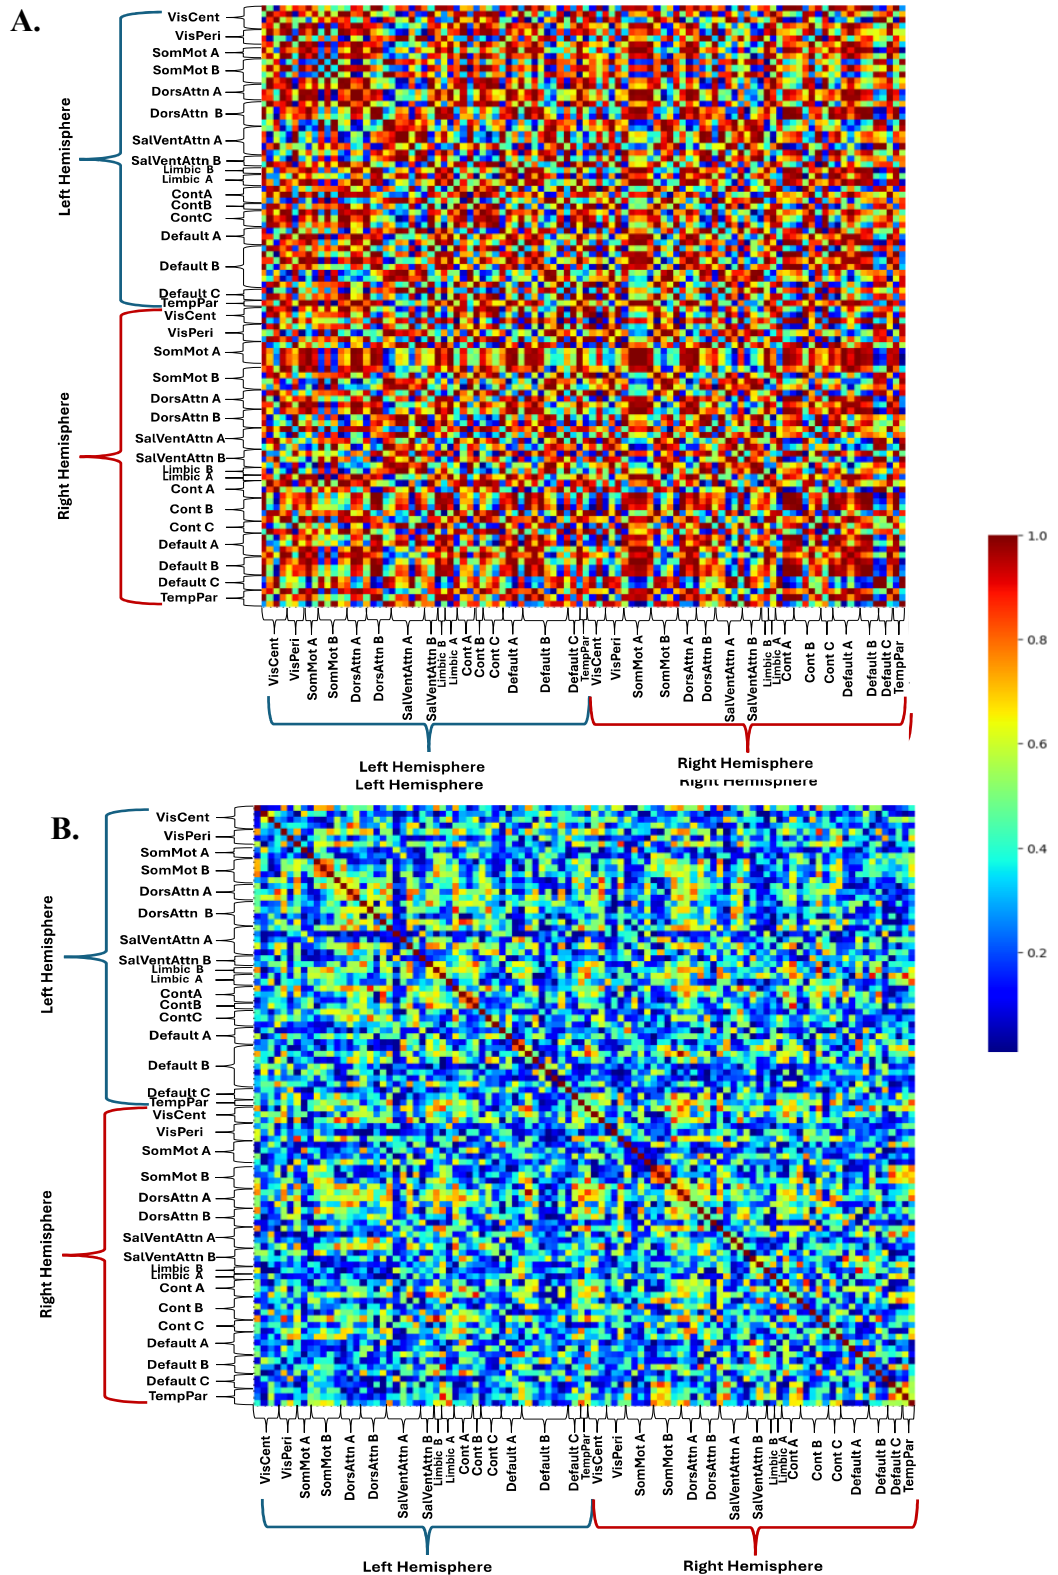 A.
VisCent
VisPeri
SomMot A
SomMot B
DorsAttn A
DorsAttn B
SalVentAttn A
SalVentAttn B
Limbic B
Limbic A
ContA
ContB
ContC
Default A
Default B
Default C
TempPar
VisCent
VisPeri
SomMot A
SomMot B
DorsAttn A
DorsAttn B
SalVentAttn A
SalVentAttn B
Limbic B
Limbic A
Cont A
Cont B
Cont C
Default A
Default B
Default C
TempPar
Left Hemisphere
Right Hemisphere
VisCent
VisPeri
SomMot A
SomMot B
DorsAttn A
DorsAttn B
SalVentAttn A
SalVentAttn B
Limbic B
Limbic A
Cont A
Cont B
Cont C
Default A
Default B
Default C
TempPar
VisCent
VisPeri
SomMot A
SomMot B
DorsAttn A
DorsAttn B
SalVentAttn A
SalVentAttn B
Limbic B
Limbic A
Cont A
Cont B
Cont C
Default A
Default B
Default C
TempPar
Left Hemisphere
Right Hemisphere
Left Hemisphere
Right Hemisphere
1.0
0.8
0.6
0.4
0.2
B.
VisCent
VisPeri
SomMot A
SomMot B
DorsAttn A
DorsAttn B
SalVentAttn A
SalVentAttn B
Limbic B
Limbic A
ContA
ContB
ContC
Default A
Default B
Default C
TempPar
VisCent
VisPeri
SomMot A
SomMot B
DorsAttn A
DorsAttn B
SalVentAttn A
SalVentAttn B
Limbic B
Limbic A
Cont A
Cont B
Cont C
Default A
Default B
Default C
TempPar
Left Hemisphere
Right Hemisphere
VisCent
VisPeri
SomMot A
SomMot B
DorsAttn A
DorsAttn B
SalVentAttn A
SalVentAttn B
Limbic B
Limbic A
Cont A
Cont B
Cont C
Default A
Default B
Default C
TempPar
VisCent
VisPeri
SomMot A
SomMot B
DorsAttn A
DorsAttn B
SalVentAttn A
SalVentAttn B
Limbic B
Limbic A
Cont A
Cont B
Cont C
Default A
Default B
Default C
TempPar
Left Hemisphere
Right Hemisphere